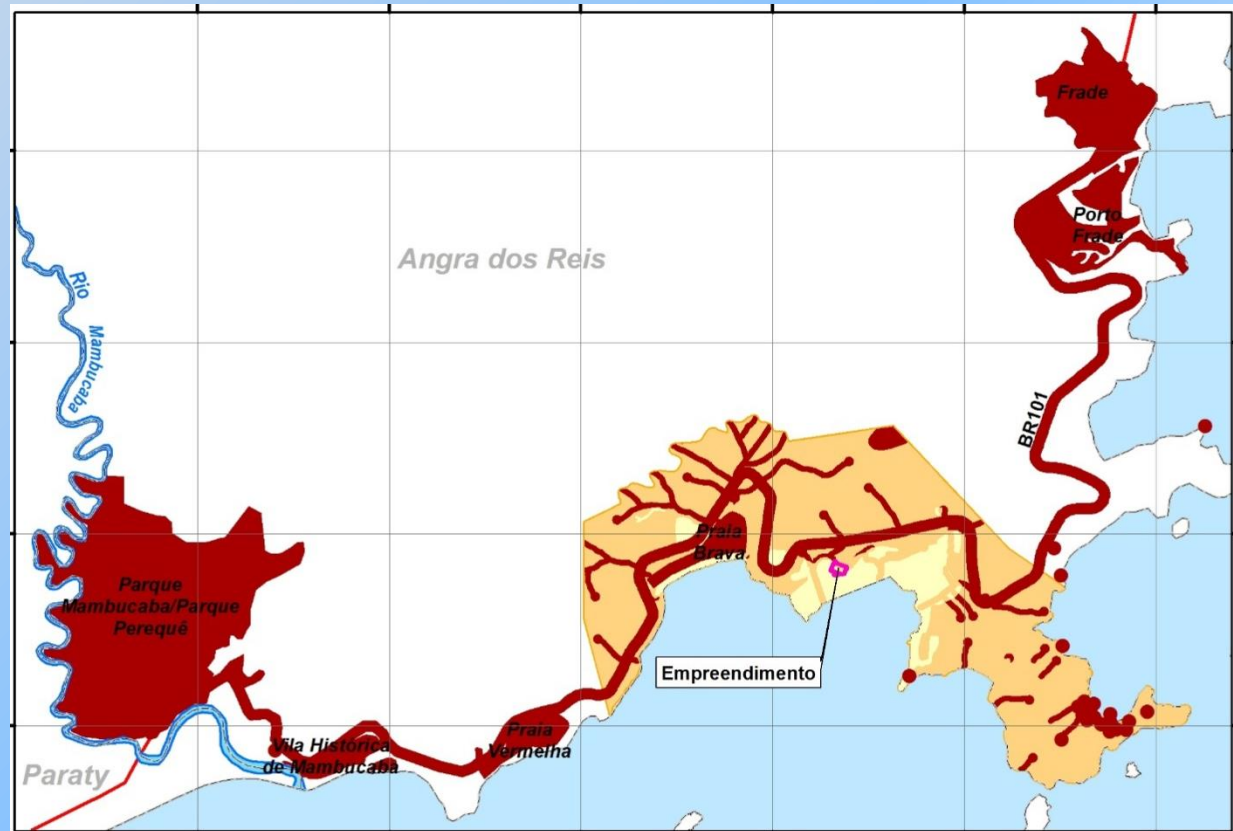 Frade
Porto
Frade
Angra dos Reis
Rio
Mambucaba
BR101
Praia
Brava
Parque
Mambucaba/Parque
Perequê
Empreendimento
Praia
Vermelha
Vila Histórica
de Mambucaba
Paraty